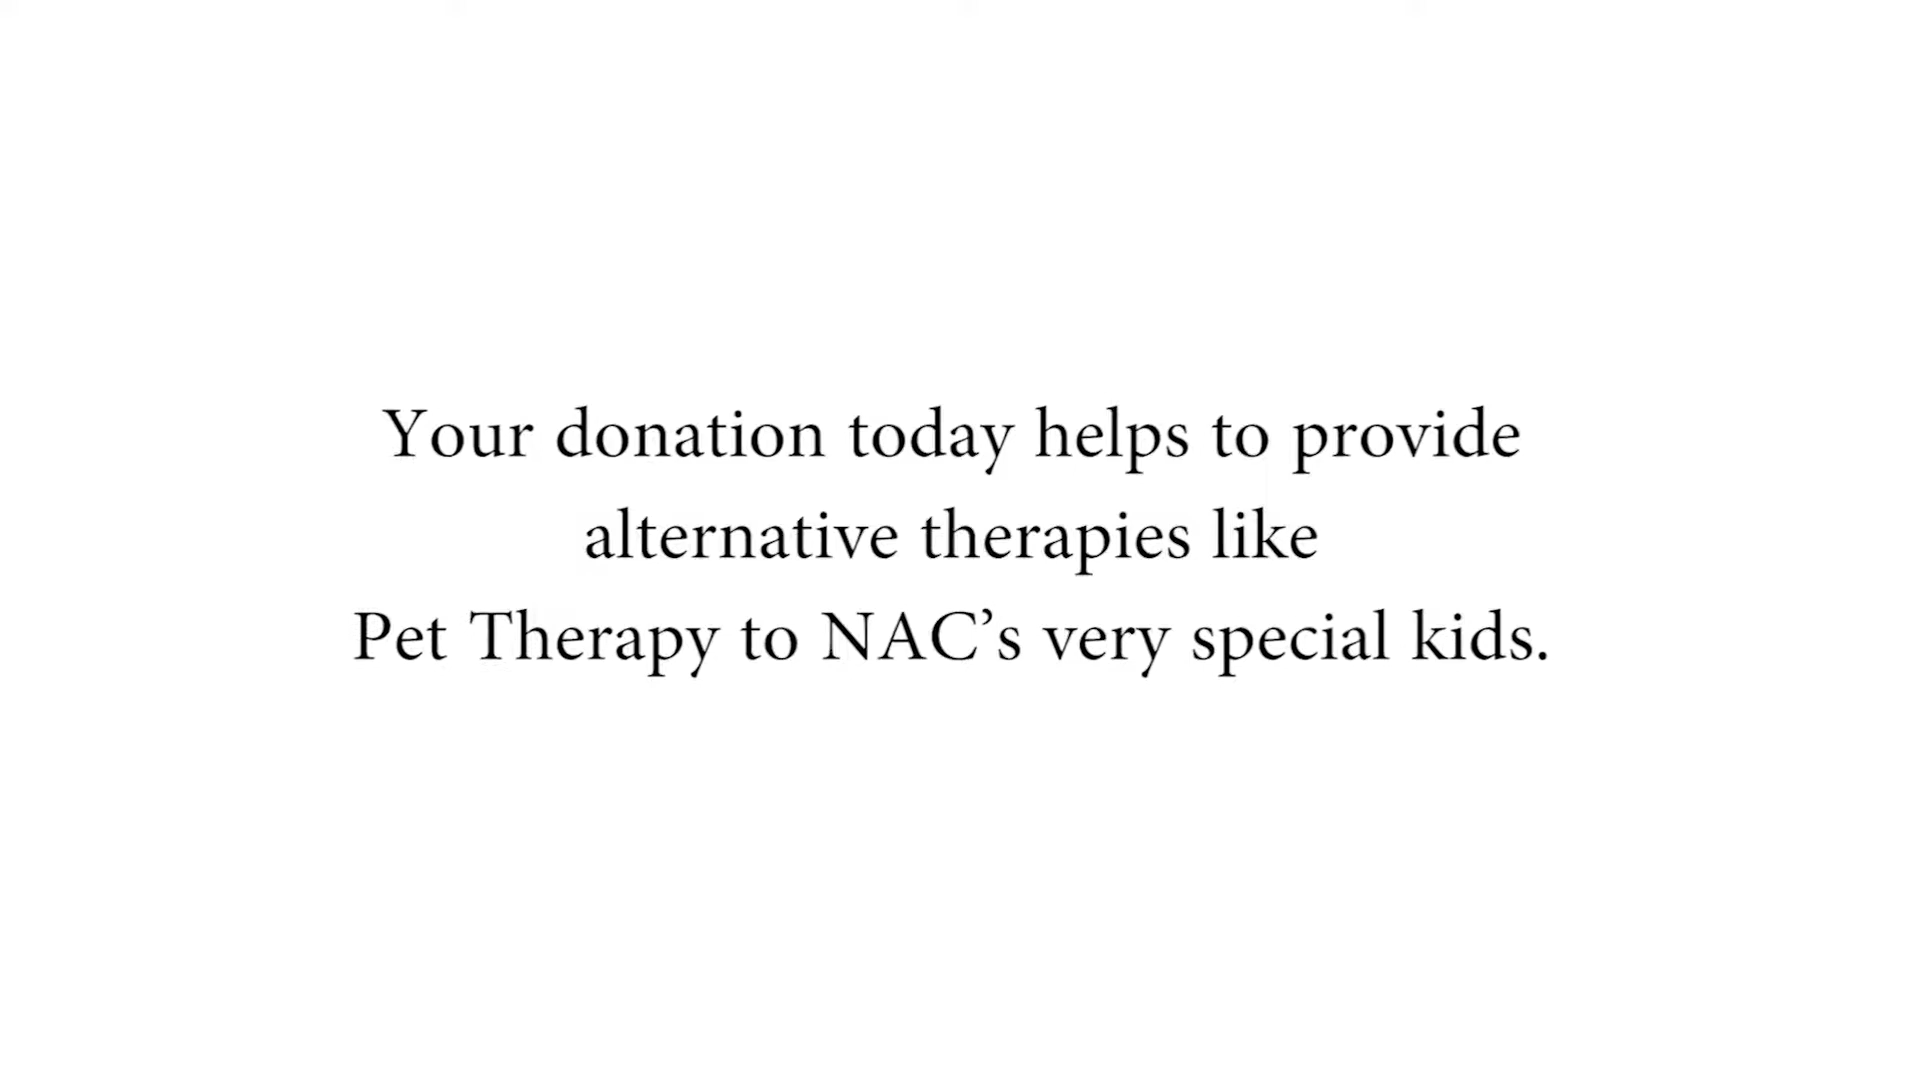 Your donation today helps to provide
alternative therapies like
Pet Therapy to NAC’s very special kids.